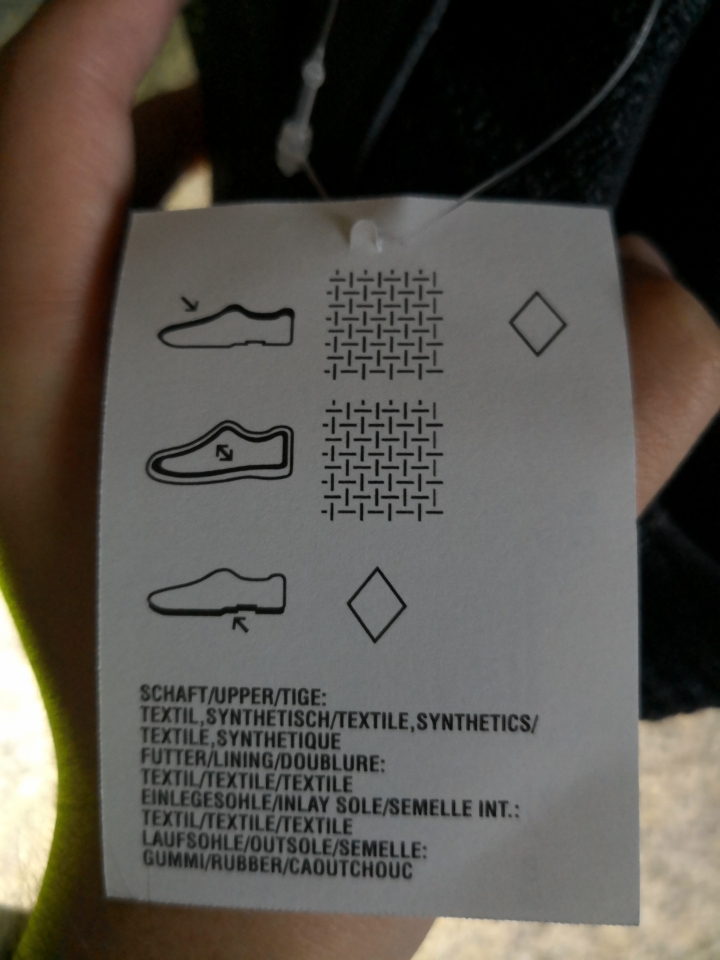 SCHAFT/UPPER/TIGE:
TEXTIL,SYNTHETISCH/TEXTILE,SYNTHETICS/
TEXTILE,SYNTHETIQUE
FUTTER/LINING/DOUBLURE:
TEXTIL/TEXTILE/TEXTILE
EINLEGESOHLE/INLAY SOLE/SEMELLE INT.:
TEXTIL/TEXTILE/TEXTILE
LAUFSOHLE/OUTSOLE/SEMELLE:
GUMMI/RUBBER/CAOUTCHOUC